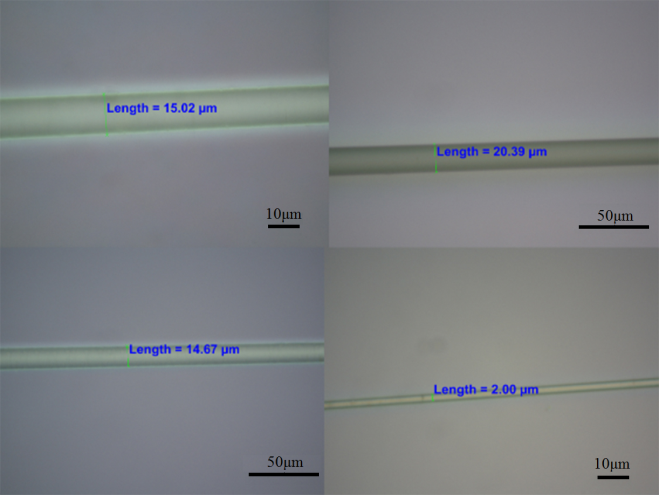 Length = 15.02 µm
10µm
Length = 20.39 µm
50µm
Length = 14.67 µm
50µm
Length = 2.00 µm
10µm